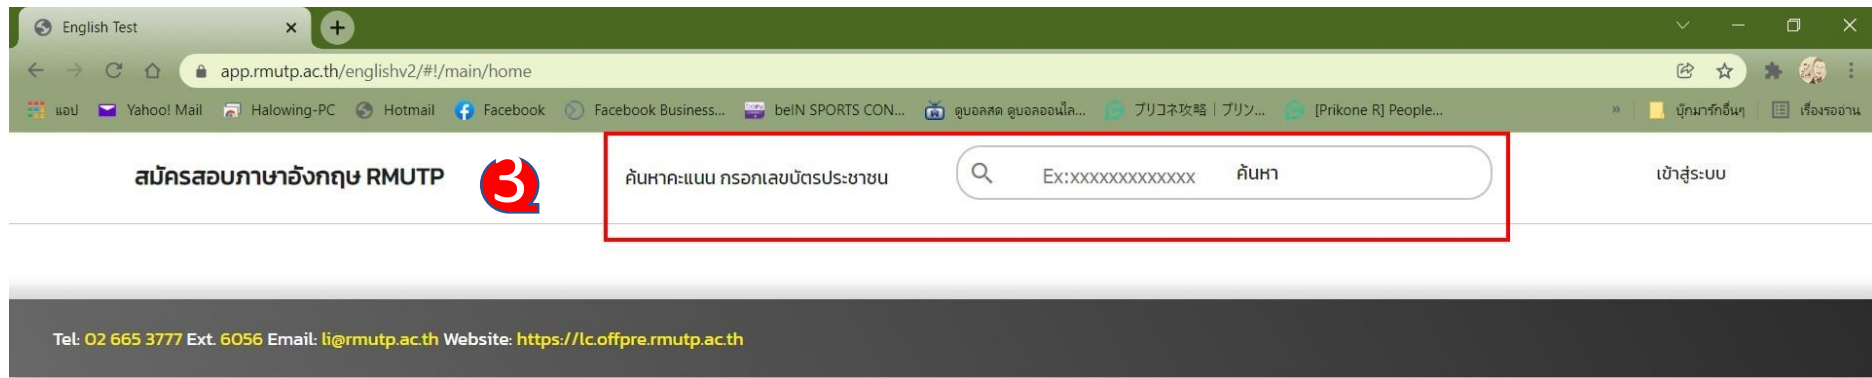 English Test
app.rmutp.ac.th/englishv2/#!/main/home
แอป Yahoo! Mail Halowing-PC Hotmail Facebook Facebook Business... beIN SPORTS CON... ดูบอลสด ดูบอลออนไล... プリコネ攻略｜プリン... [Prikone R] People... » บุ๊กมาร์กอื่นๆ เรื่องรออ่าน
สมัครสอบภาษาอังกฤษ RMUTP 3 ค้นหาคะแนน กรอกเลขบัตรประชาชน Ex:xxxxxxxxxxxxx ค้นหา เข้าสู่ระบบ
Tel: 02 665 3777 Ext. 6056 Email: li@rmutp.ac.th Website: https://lc.offpre.rmutp.ac.th